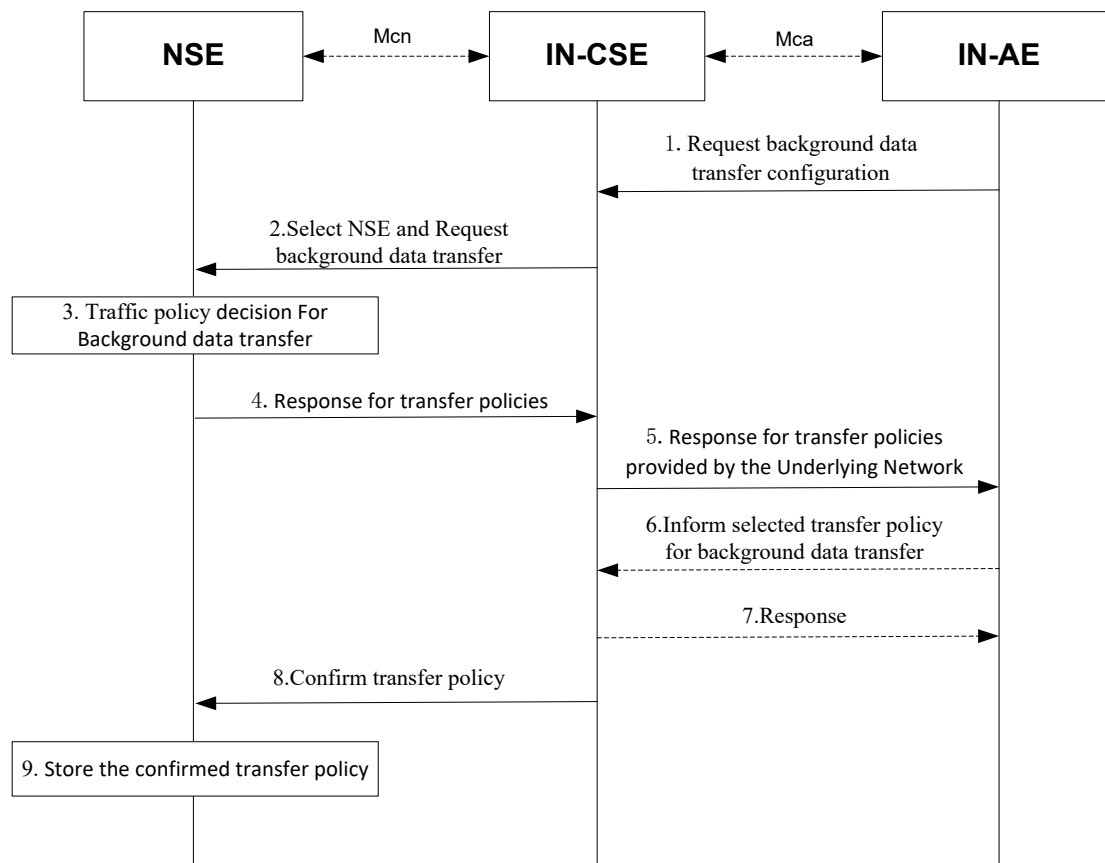 NSE
Mcn
IN-CSE
Mca
IN-AE
1. Request background data
transfer configuration
2.Select NSE and Request
background data transfer
3. Traffic policy decision For
Background data transfer
4. Response for transfer policies
5. Response for transfer policies
provided by the Underlying Network
6.Inform selected transfer policy
for background data transfer
7.Response
8.Confirm transfer policy
9. Store the confirmed transfer policy